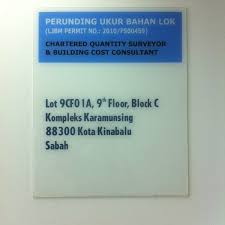 PERUNDING UKUR BAHAN LOK
(LJBM PERMIT NO.: 2010/PS00459)
CHARTERED QUANTITY SURVEYOR
& BUILDING COST CONSULTANT
Lot 9CF01A, 9th Floor, Block C
Kompleks Karamunsing
88300 Kota Kinabalu
Sabah